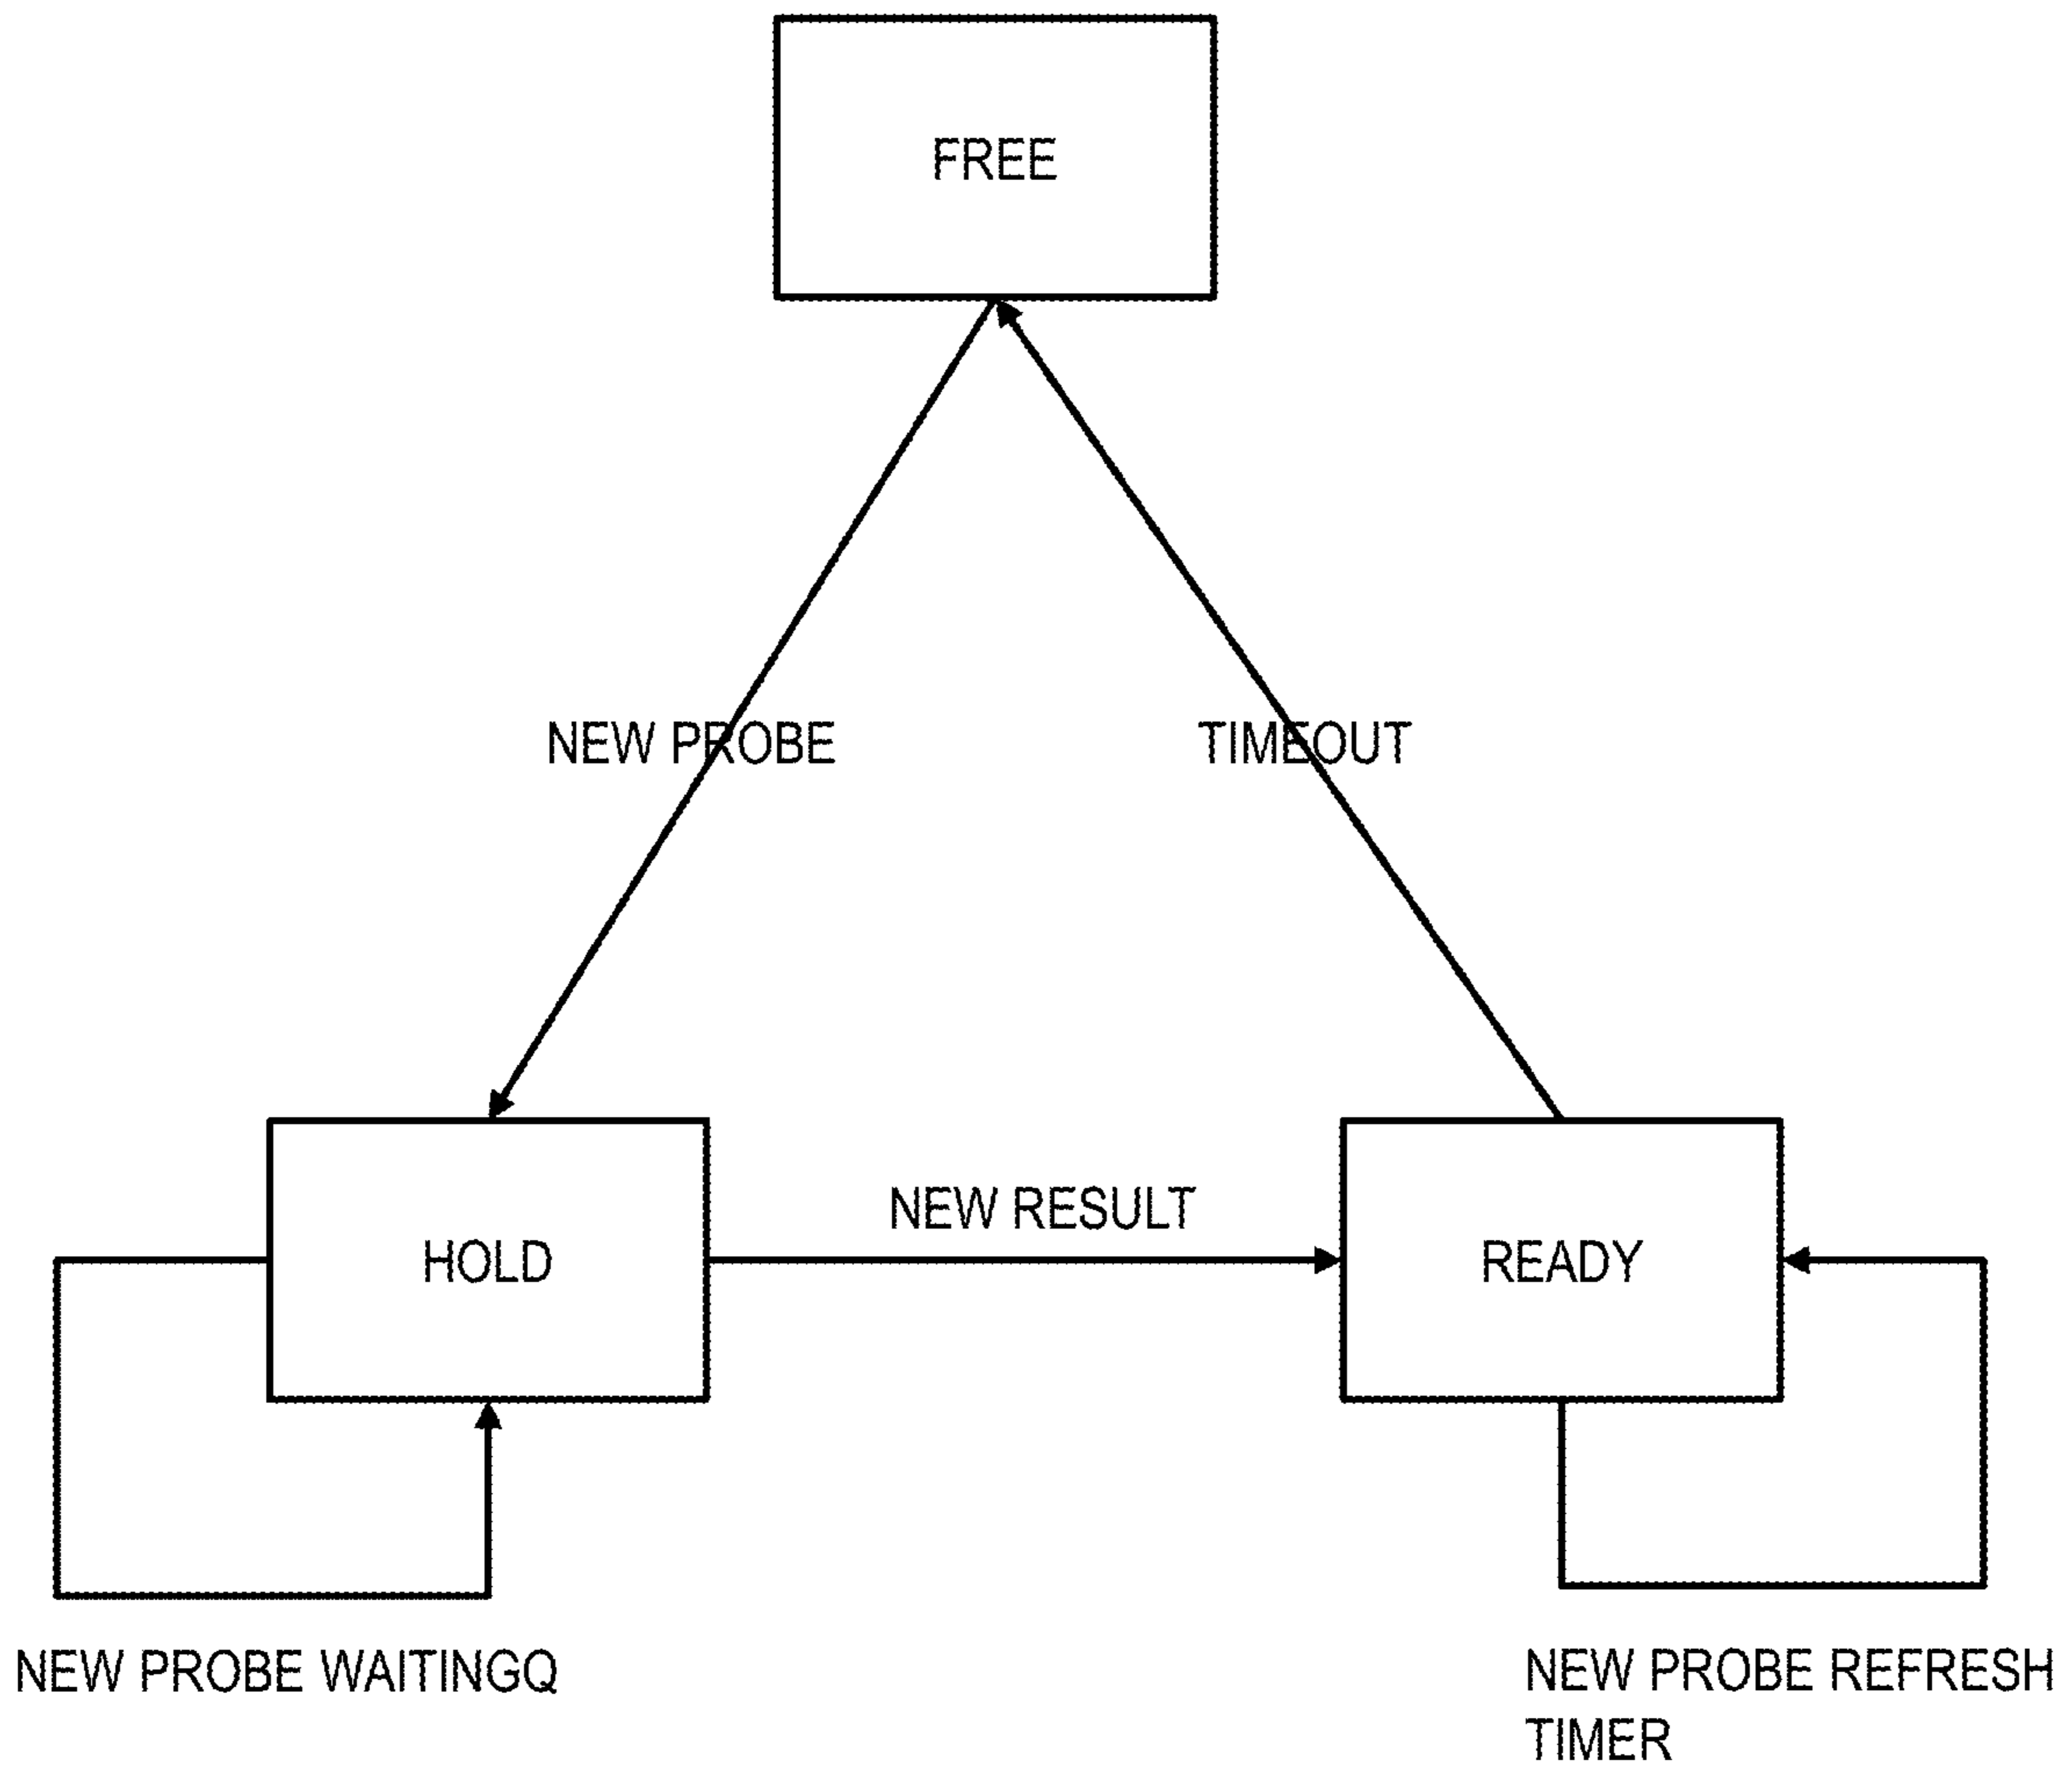 FREE
NEW PROBE
TIMEOUT
NEW RESULT
HOLD
READY
NEW PROBE WAITINGQ
NEW PROBE REFRESH
TIMER